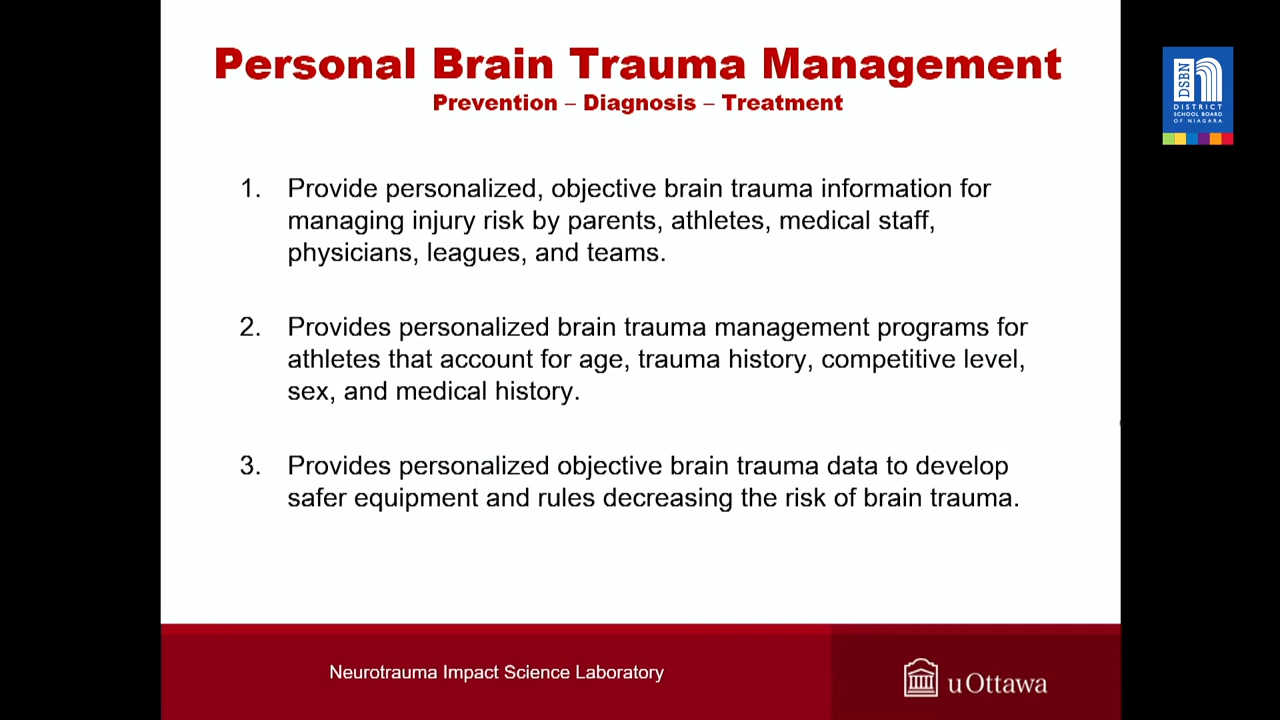 Personal Brain Trauma Management
Prevention – Diagnosis – Treatment
1. Provide personalized, objective brain trauma information for
managing injury risk by parents, athletes, medical staff,
physicians, leagues, and teams.
2. Provides personalized brain trauma management programs for
athletes that account for age, trauma history, competitive level,
sex, and medical history.
3. Provides personalized objective brain trauma data to develop
safer equipment and rules decreasing the risk of brain trauma.
Neurotrauma Impact Science Laboratory
uOttawa
DSBN
DISTRICT
SCHOOL BOARD
OF NIAGARA